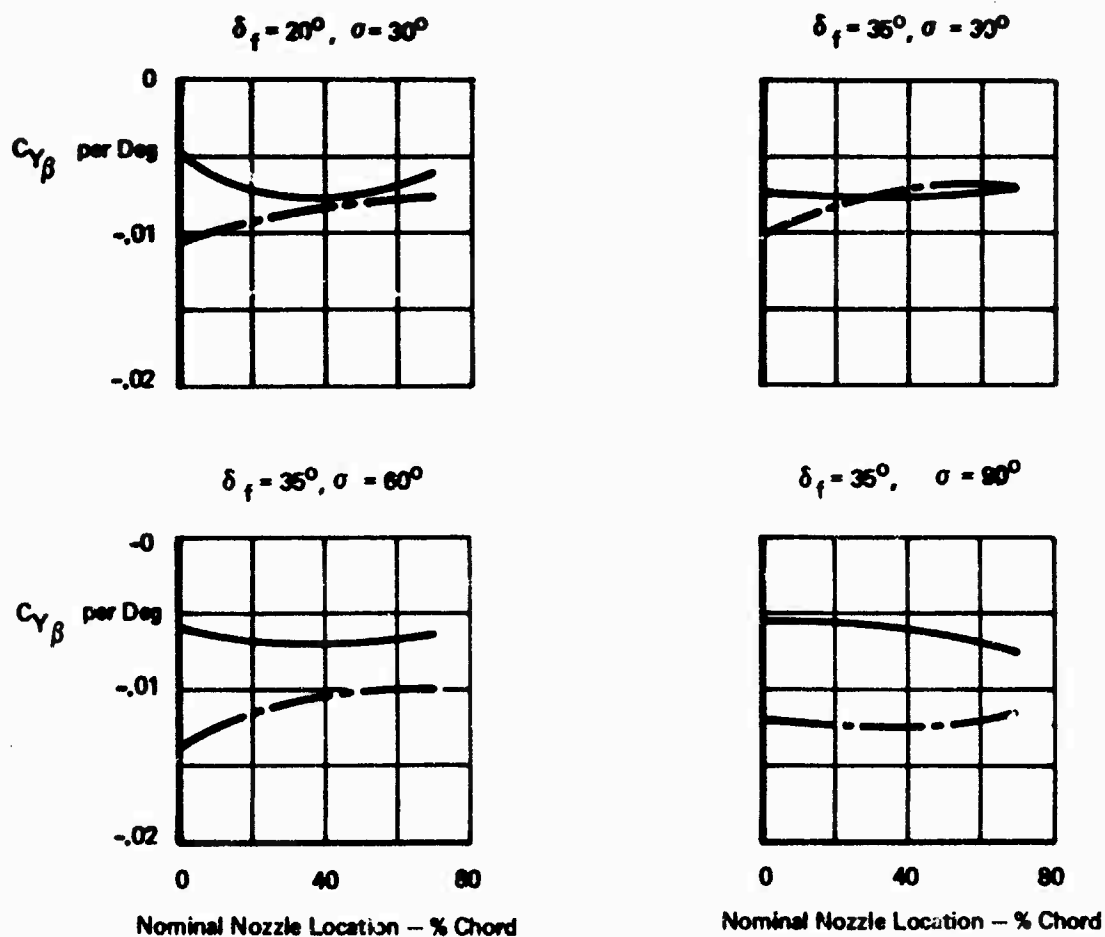 δf = 20°, σ = 30°
δf = 35°, σ = 30°
0
CYβ per Deg
-.01
-.02
δf = 35°, σ = 60°
δf = 35°, σ = 90°
-0
CYβ per Deg
-.01
-.02
0 40 80
0 40 80
Nominal Nozzle Location – % Chord
Nominal Nozzle Location – % Chord